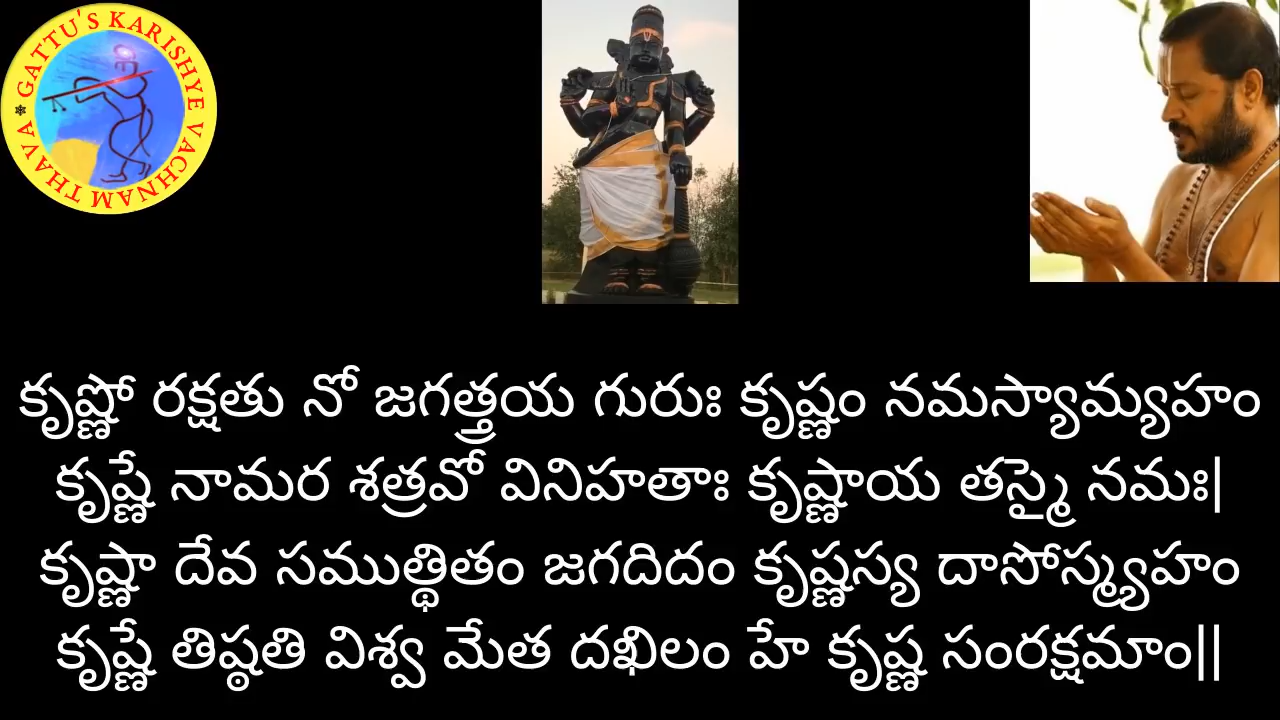 GATTU'S KARISHYE VACHNAM THAVA
కృష్ణో రక్షతు నో జగత్త్రయ గురుః కృష్ణం నమస్యామ్యహం
కృష్ణే నామర శత్రవో వినిహతాః కృష్ణాయ తస్మై నమః|
కృష్ణా దేవ సముత్థితం జగదిదం కృష్ణస్య దాసోస్మ్యహం
కృష్ణే తిష్ఠతి విశ్వ మేత దఖిలం హే కృష్ణ సంరక్షమాం||